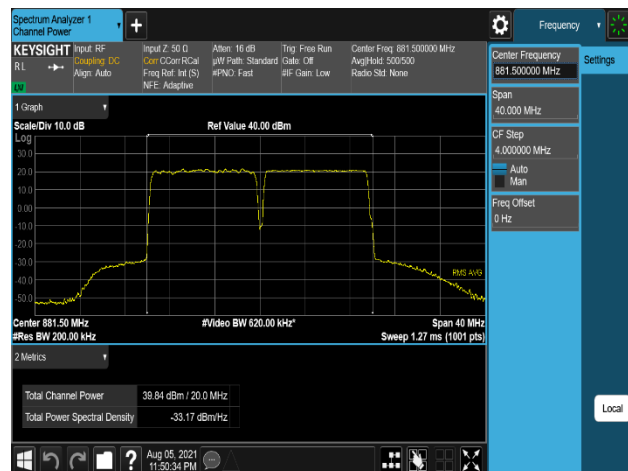 Spectrum Analyzer 1
Channel Power
Frequency
KEYSIGHT
RL
Input: RF
Coupling: DC
Align: Auto
Input Z: 50 Ω
Corr CCorr RCal
Freq Ref: Int (S)
NFE: Adaptive
Atten: 16 dB
µW Path: Standard
#PNO: Fast
Trig: Free Run
Gate: Off
#IF Gain: Low
Center Freq: 881.500000 MHz
Avg|Hold: 500/500
Radio Std: None
Center Frequency
881.500000 MHz
Settings
Span
40.000 MHz
CF Step
4.000000 MHz
Auto
Man
Freq Offset
0 Hz
1 Graph
Scale/Div 10.0 dB
Ref Value 40.00 dBm
Log
30.0
20.0
10.0
0.00
-10.0
-20.0
-30.0
-40.0
-50.0
RMS AVG
Center 881.50 MHz
#Video BW 620.00 kHz*
Span 40 MHz
#Res BW 200.00 kHz
Sweep 1.27 ms (1001 pts)
2 Metrics
Total Channel Power
39.84 dBm / 20.0 MHz
Total Power Spectral Density
-33.17 dBm/Hz
Local
?
Aug 05, 2021
11:50:34 PM